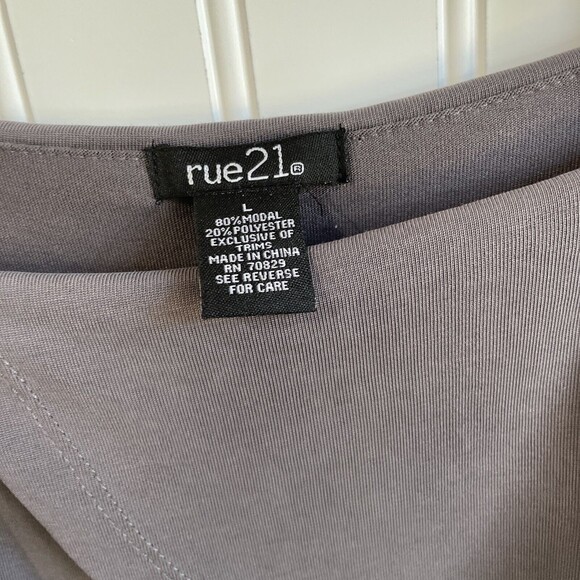 rue21®
L
80% MODAL
20% POLYESTER
EXCLUSIVE OF
TRIMS
MADE IN CHINA
RN 70829
SEE REVERSE
FOR CARE